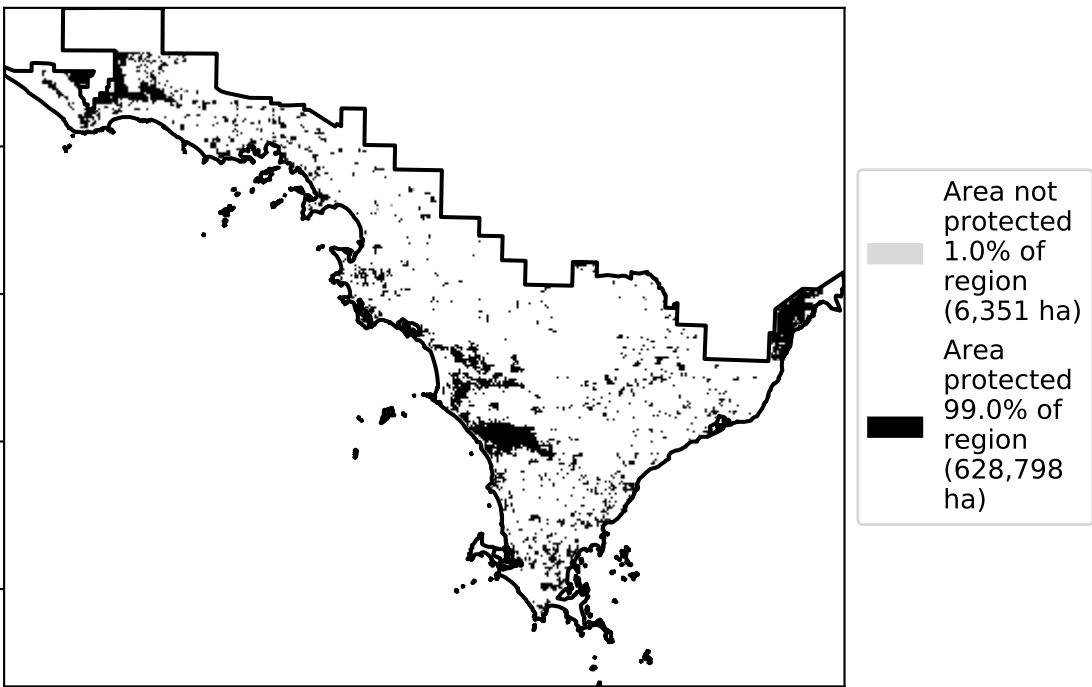 Area not
protected
1.0% of
region
(6,351 ha)
Area
protected
99.0% of
region
(628,798
ha)